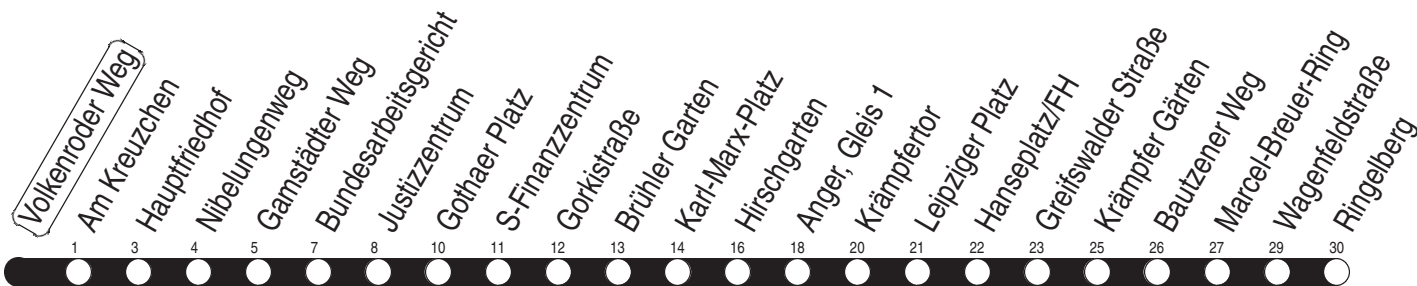 Volkenroder Weg
Am Kreuzchen
Hauptfriedhof
Nibelungenweg
Gamstädter Weg
Bundesarbeitsgericht
Justizzentrum
Gothaer Platz
S-Finanzzentrum
Gorkistraße
Brühler Garten
Karl-Marx-Platz
Hirschgarten
Anger, Gleis 1
Krämpfertor
Leipziger Platz
Hanseplatz/FH
Greifswalder Straße
Krämpfer Gärten
Bautzener Weg
Marcel-Breuer-Ring
Wagenfeldstraße
Ringelberg
1 3 4 5 7 8 10 11 12 13 14 16 18 20 21 22 23 25 26 27 29 30